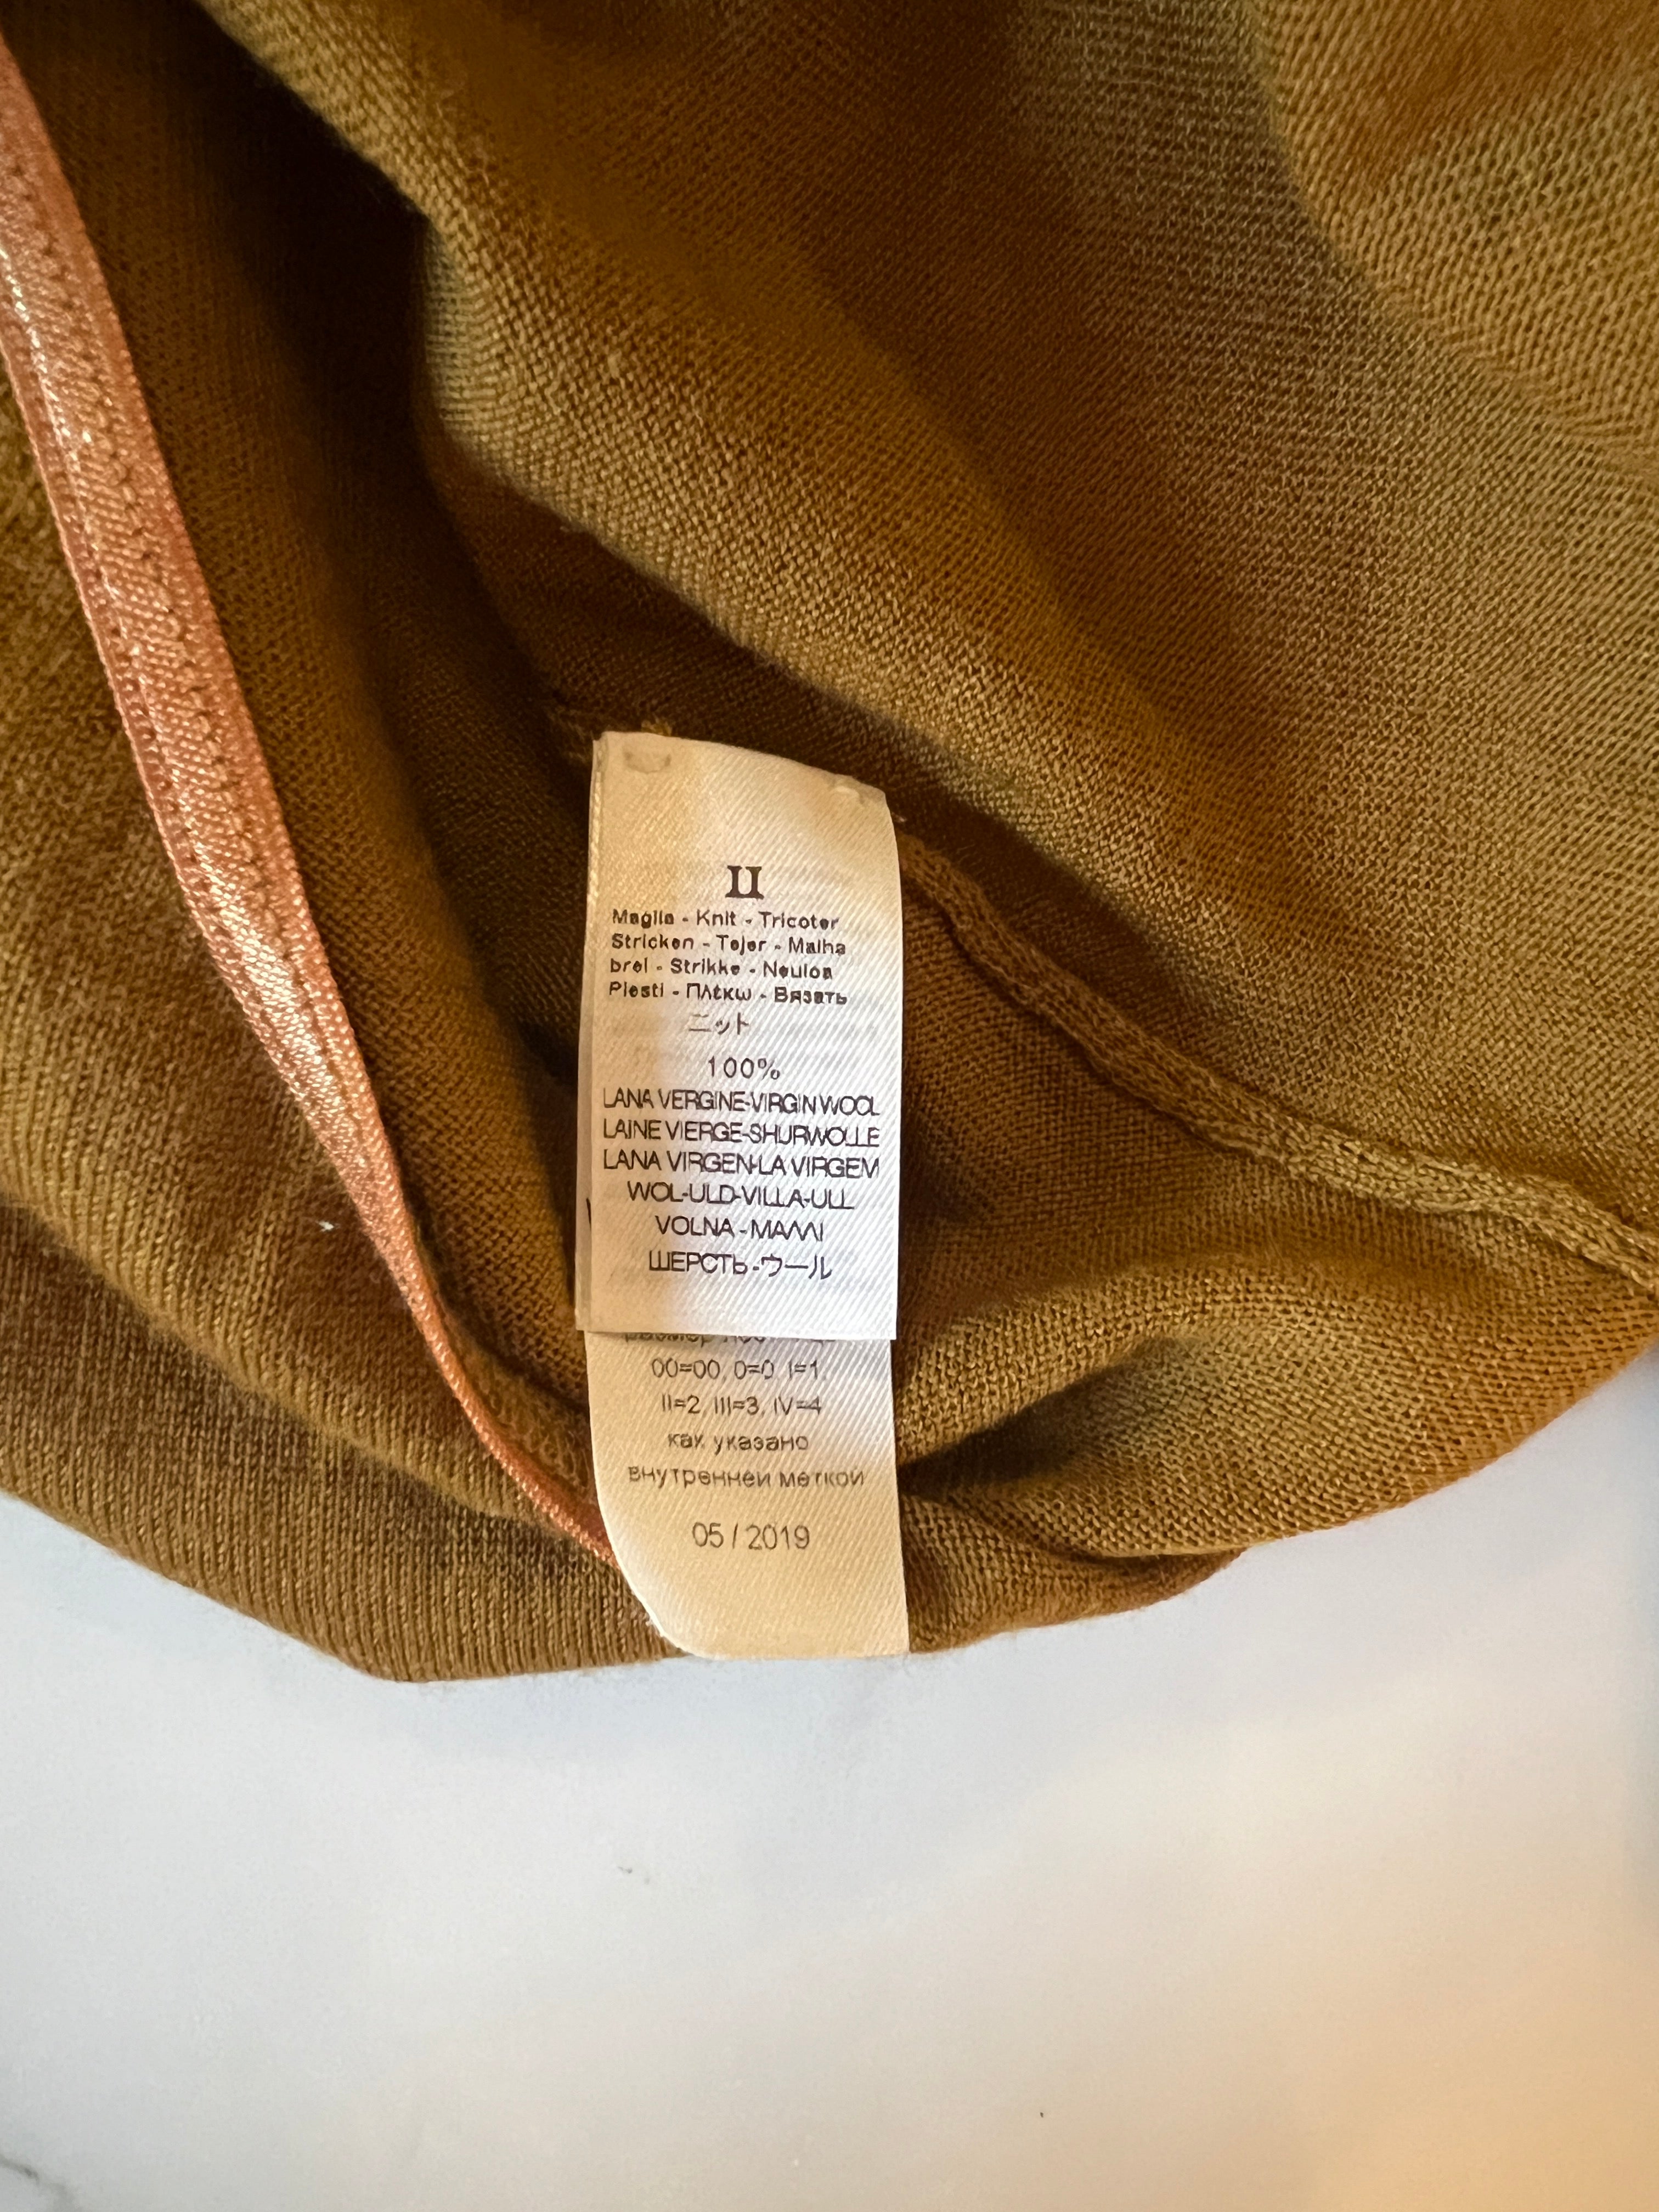 II
Maglia - Knit - Tricoter
Stricken - Tejer - Malha
brei - Strikke - Neuloa
Plesti - Πλέκω - Вязать
ニット
100%
LANA VERGINE-VIRGIN WOOL
LAINE VIERGE-SHURWOLLE
LANA VIRGEN-LA VIRGEM
WOL-ULD-VILLA-ULL
VOLNA - ΜΑΛΛΙ
ШЕРСТЬ-ウール
размер
00=00, 0=0, I=1,
II=2, III=3, IV=4
как указано
внутренней меткой
05 / 2019